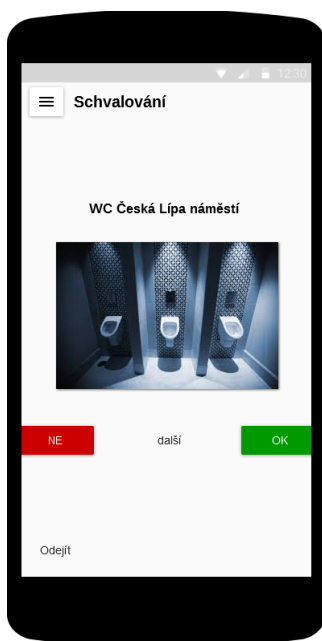 12:30
Schvalování
WC Česká Lípa náměstí
NE
další
OK
Odejít